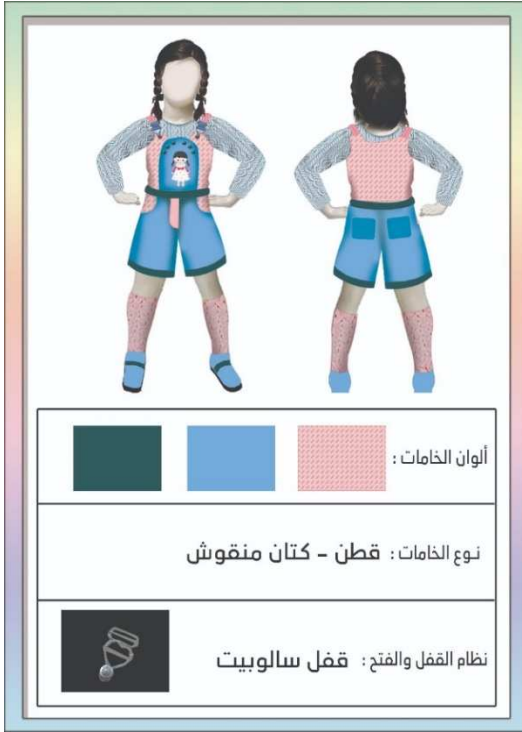 ألوان الخامات :
نوع الخامات : قطن - كتان منقوش
نظام القفل والفتح : قفل سالوبيت